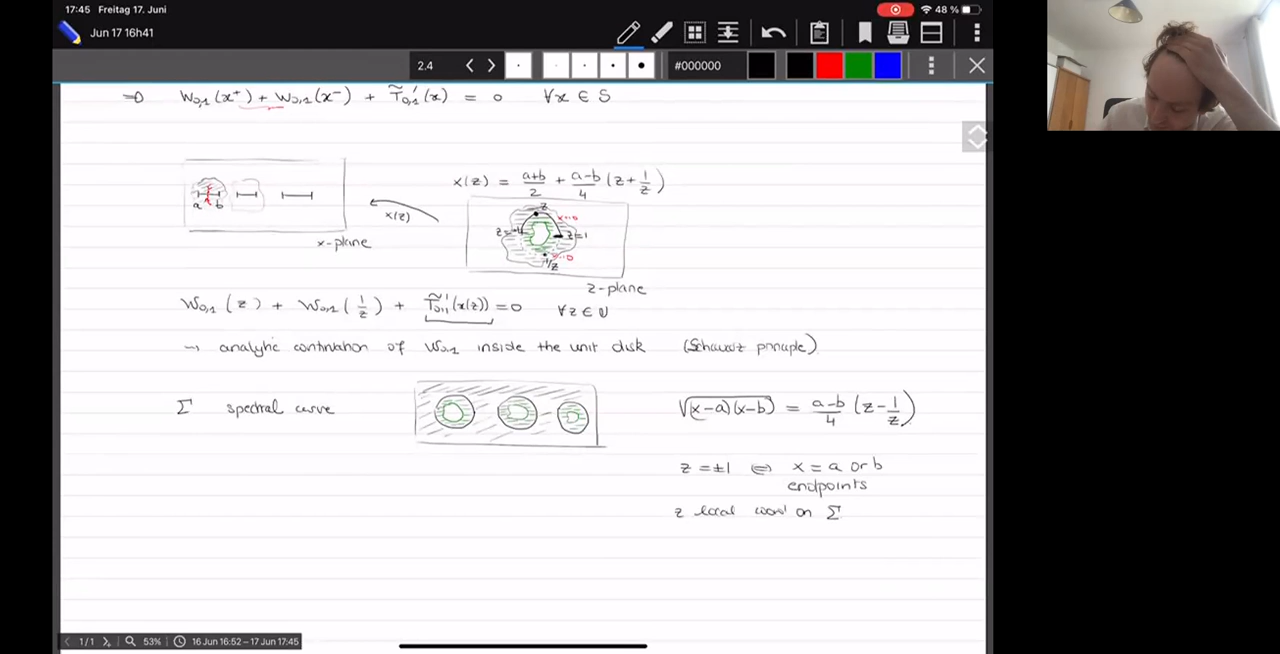 17:45 Freitag 17. Juni
48 %
Jun 17 16h41
2.4
#000000
⇒ W₀,₁(x⁺) + W₀,₁(x⁻) + T̃₀,₁'(x) = 0 ∀x ∈ S
x(z) = (a+b)/2 + (a-b)/4 (z + 1/z)
a b
x(z)
z
z=-1
z=1
1/z
x-plane
z-plane
W₀,₁(z) + W₀,₁(1/z) + T̃₀,₁'(x(z)) = 0 ∀z ∈ U
→ analytic continuation of W₀,₁ inside the unit disk (Schwarz principle)
Σ spectral curve
√(x-a)(x-b) = (a-b)/4 (z - 1/z)
z = ±1 ⇔ x = a or b
endpoints
z local coord on Σ
1/1
53%
16 Jun 16:52 – 17 Jun 17:45